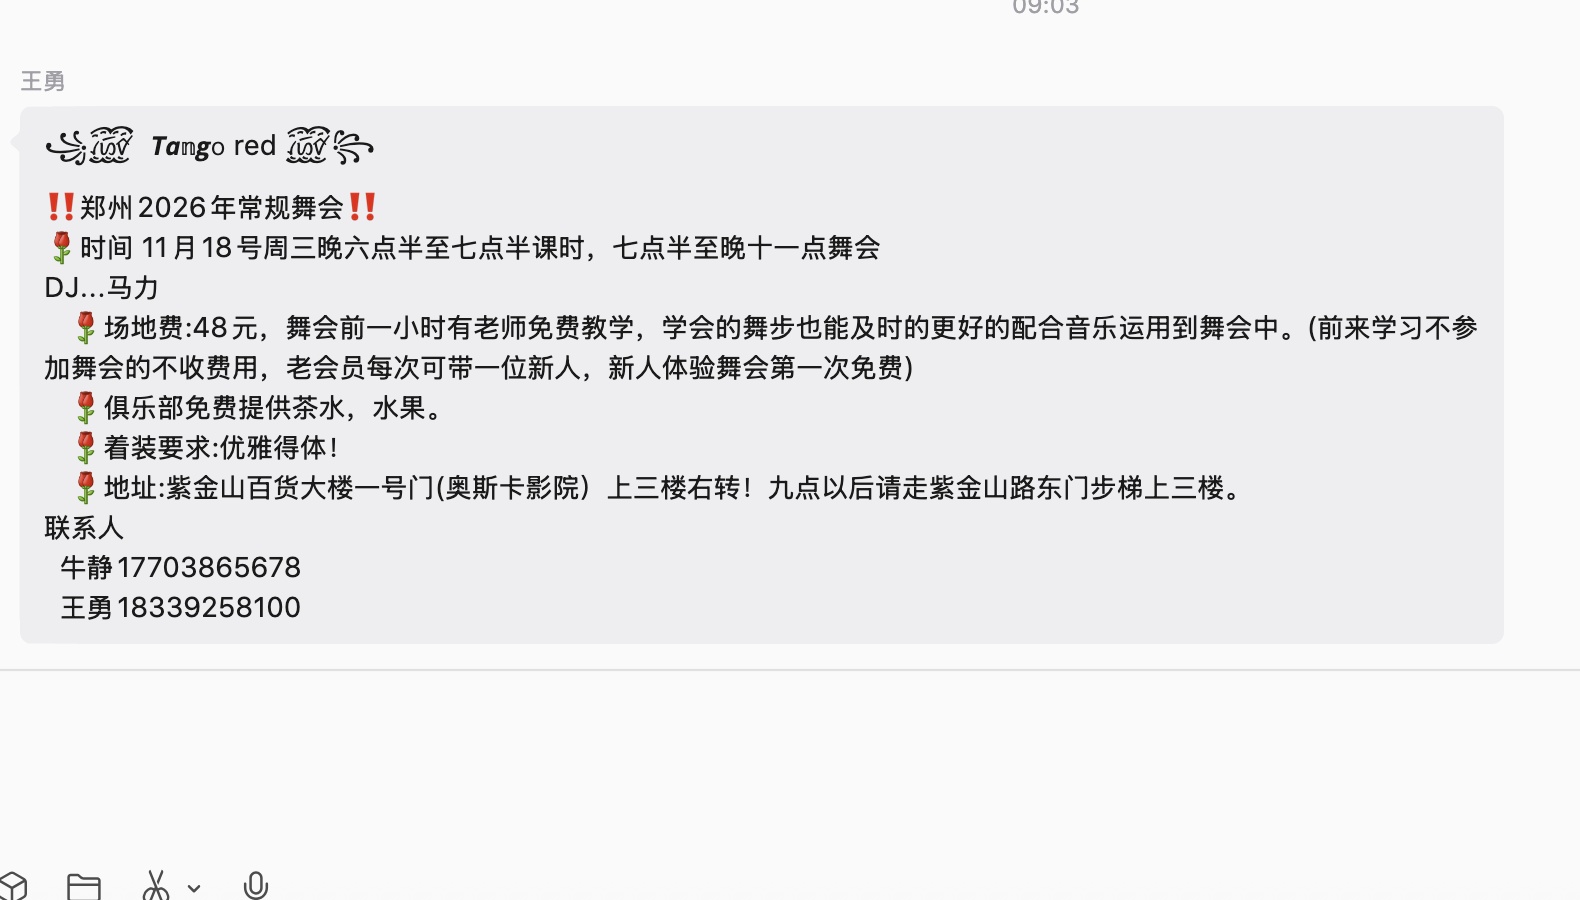 09:03
王勇
Tango red
‼️郑州2026年常规舞会‼️
🌹时间 11月18号周三晚六点半至七点半课时，七点半至晚十一点舞会
DJ...马力
🌹场地费:48元，舞会前一小时有老师免费教学，学会的舞步也能及时的更好的配合音乐运用到舞会中。(前来学习不参
加舞会的不收费用，老会员每次可带一位新人，新人体验舞会第一次免费)
🌹俱乐部免费提供茶水，水果。
🌹着装要求:优雅得体！
🌹地址:紫金山百货大楼一号门(奥斯卡影院）上三楼右转！九点以后请走紫金山路东门步梯上三楼。
联系人
牛静17703865678
王勇18339258100